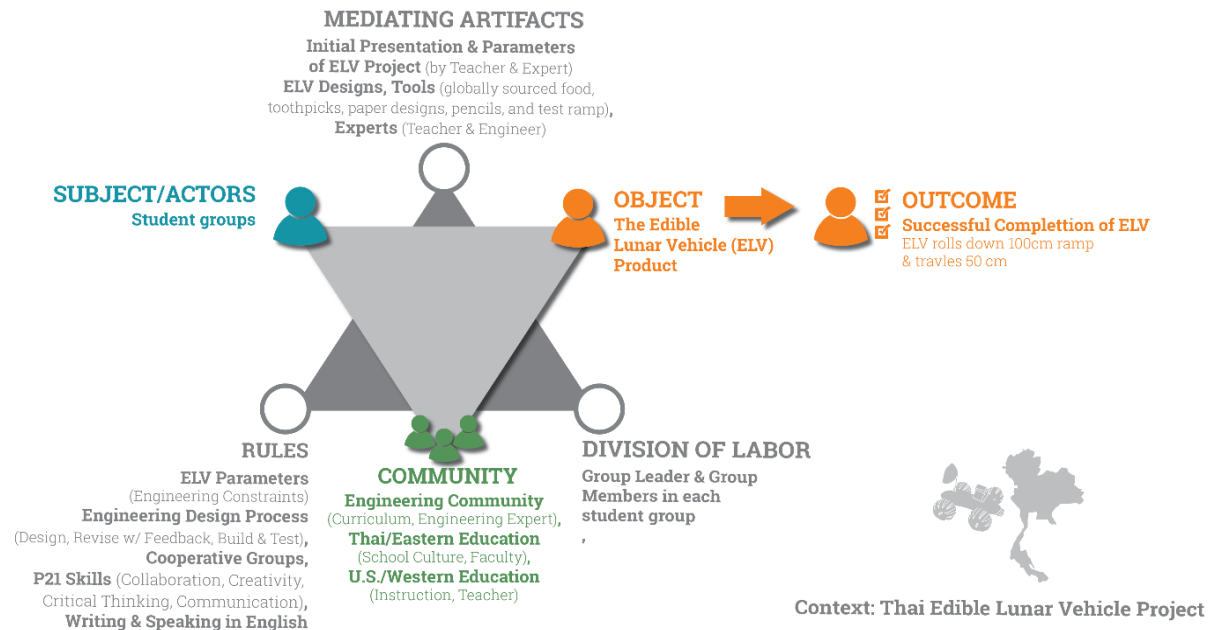 MEDIATING ARTIFACTS
Initial Presentation & Parameters
of ELV Project (by Teacher & Expert)
ELV Designs, Tools (globally sourced food,
toothpicks, paper designs, pencils, and test ramp),
Experts (Teacher & Engineer)
SUBJECT/ACTORS
Student groups
OBJECT
The Edible
Lunar Vehicle (ELV)
Product
OUTCOME
Successful Completion of ELV
ELV rolls down 100cm ramp
& travles 50 cm
RULES
ELV Parameters
(Engineering Constraints)
Engineering Design Process
(Design, Revise w/ Feedback, Build & Test),
Cooperative Groups,
P21 Skills (Collaboration, Creativity,
Critical Thinking, Communication),
Writing & Speaking in English
COMMUNITY
Engineering Community
(Curriculum, Engineering Expert),
Thai/Eastern Education
(School Culture, Faculty),
U.S./Western Education
(Instruction, Teacher)
DIVISION OF LABOR
Group Leader & Group
Members in each
student group
,
Context: Thai Edible Lunar Vehicle Project